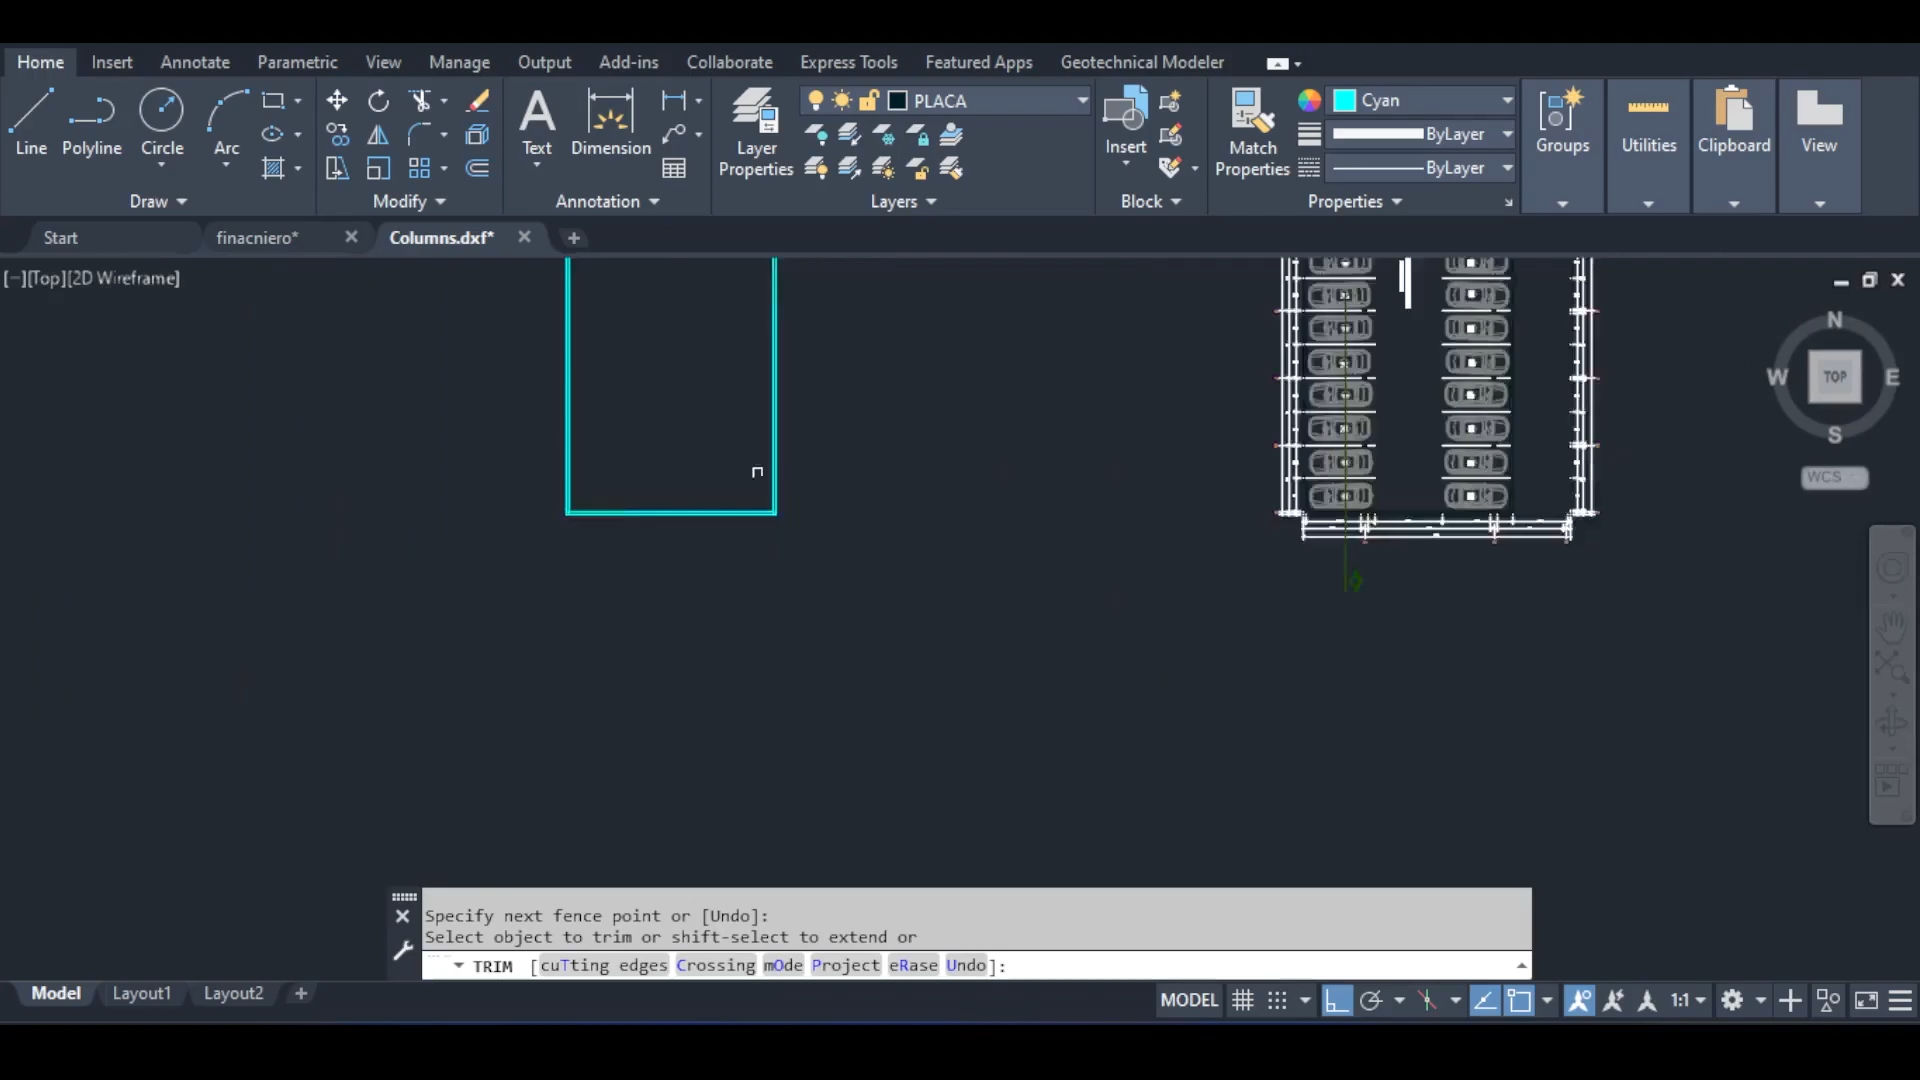 Home Insert Annotate Parametric View Manage Output Add-ins Collaborate Express Tools Featured Apps Geotechnical Modeler
PLACA
Cyan
ByLayer
ByLayer
Line Polyline Circle Arc
Text Dimension
Layer Properties
Insert
Match Properties
Groups Utilities Clipboard View
Draw Modify Annotation Layers Block Properties
Start finacniero* Columns.dxf*
[−][Top][2D Wireframe]
N
W TOP E
S
WCS
Specify next fence point or [Undo]:
Select object to trim or shift-select to extend or
TRIM [cuTting edges Crossing mOde Project eRase Undo]:
Model Layout1 Layout2 +
MODEL 1:1